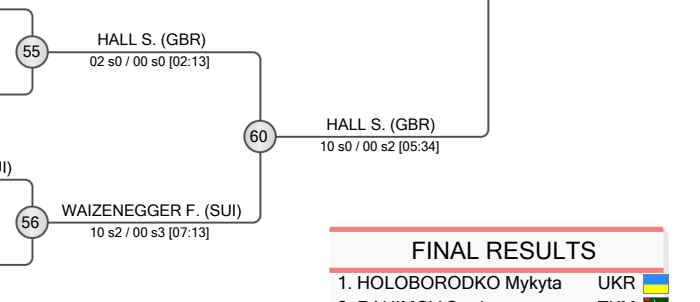 HALL S. (GBR)
55
02 s0 / 00 s0 [02:13]
HALL S. (GBR)
60
10 s0 / 00 s2 [05:34]
I)
WAIZENEGGER F. (SUI)
56
10 s2 / 00 s3 [07:13]
FINAL RESULTS
1. HOLOBORODKO Mykyta UKR